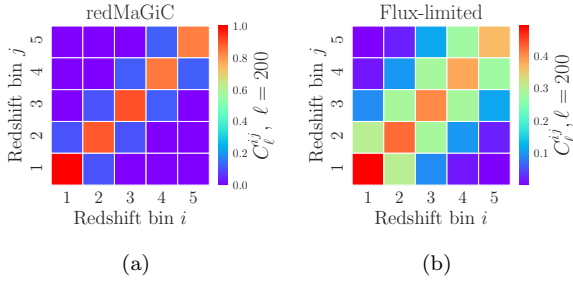 redMaGiC
Redshift bin j
5
4
3
2
1
1 2 3 4 5
Redshift bin i
1.0
0.8
0.6
0.4
0.2
0.0
C_ℓ^{ij}, ℓ = 200
(a)
Flux-limited
Redshift bin j
5
4
3
2
1
1 2 3 4 5
Redshift bin i
0.4
0.3
0.2
0.1
C_ℓ^{ij}, ℓ = 200
(b)